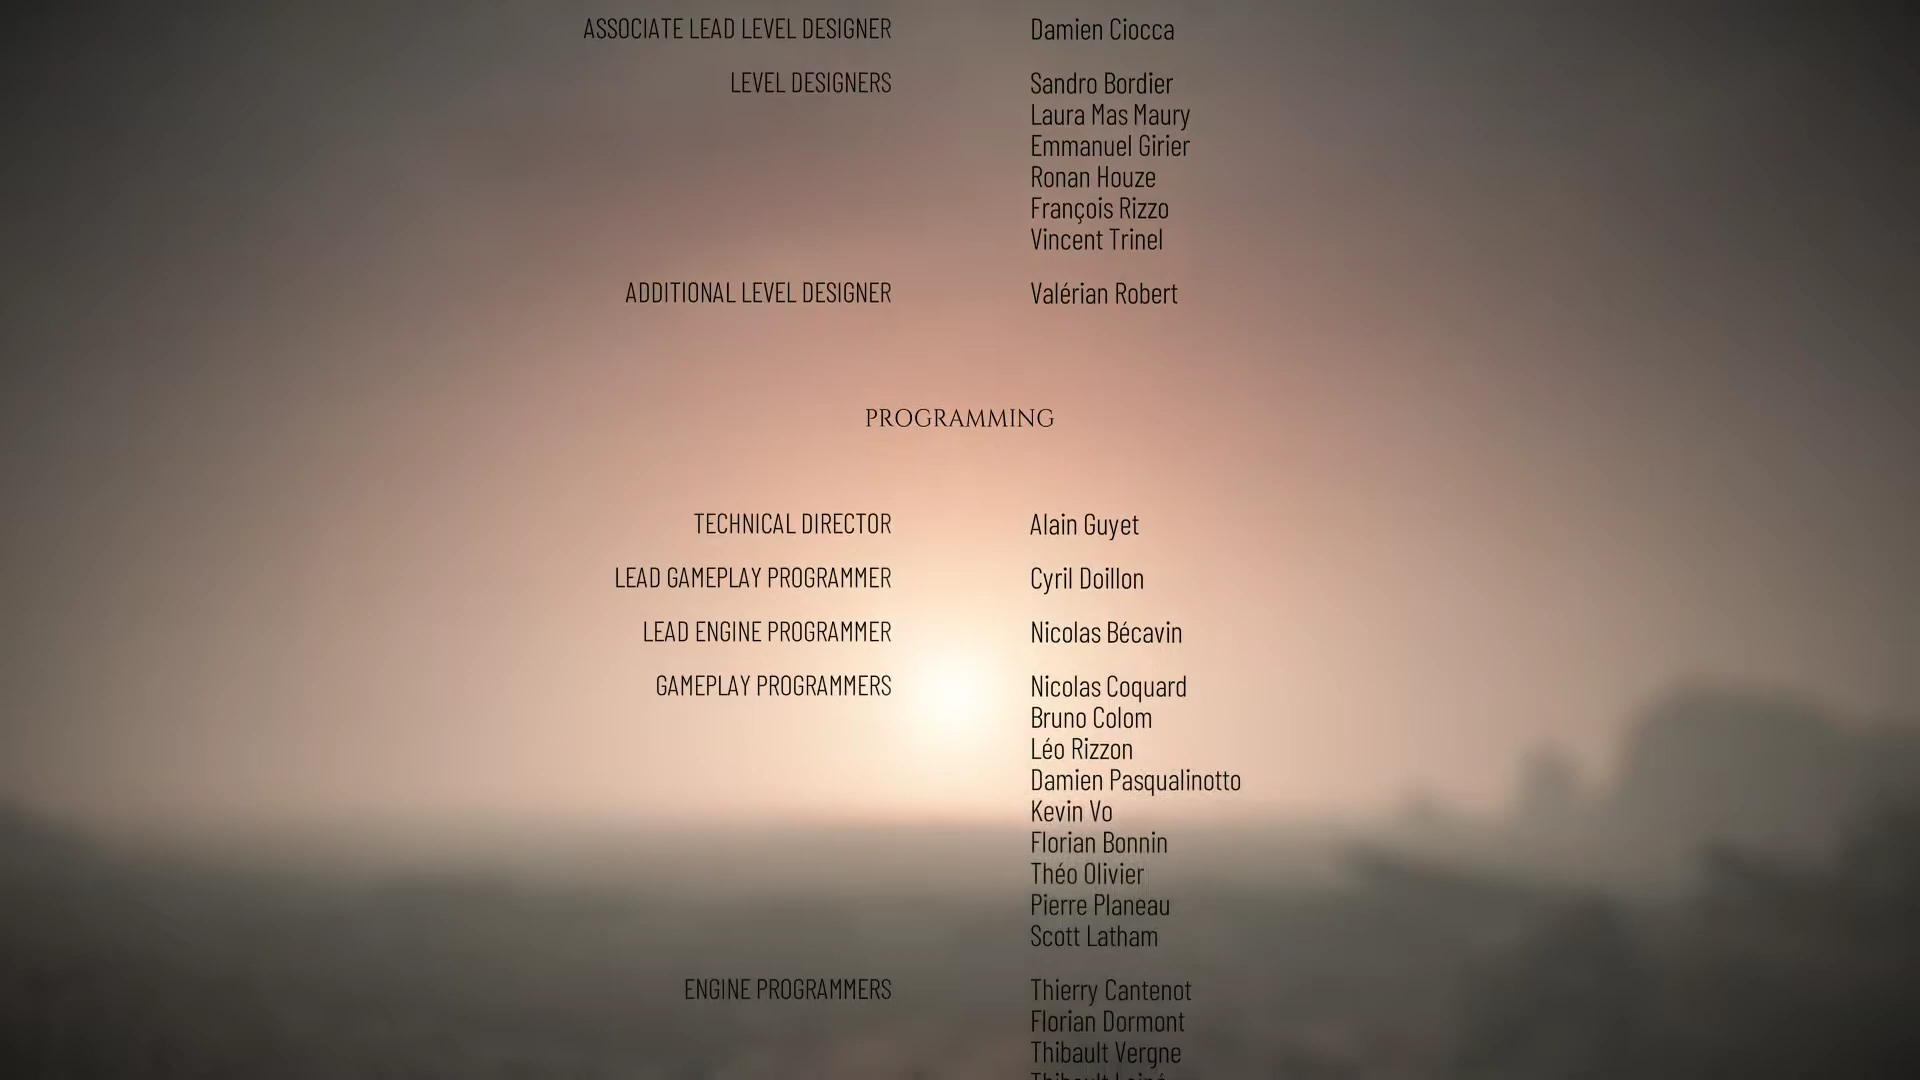 ASSOCIATE LEAD LEVEL DESIGNER Damien Ciocca
LEVEL DESIGNERS Sandro Bordier
Laura Mas Maury
Emmanuel Girier
Ronan Houze
François Rizzo
Vincent Trinel
ADDITIONAL LEVEL DESIGNER Valérian Robert
PROGRAMMING
TECHNICAL DIRECTOR Alain Guyet
LEAD GAMEPLAY PROGRAMMER Cyril Doillon
LEAD ENGINE PROGRAMMER Nicolas Bécavin
GAMEPLAY PROGRAMMERS Nicolas Coquard
Bruno Colom
Léo Rizzon
Damien Pasqualinotto
Kevin Vo
Florian Bonnin
Théo Olivier
Pierre Planeau
Scott Latham
ENGINE PROGRAMMERS Thierry Cantenot
Florian Dormont
Thibault Vergne
Thibault